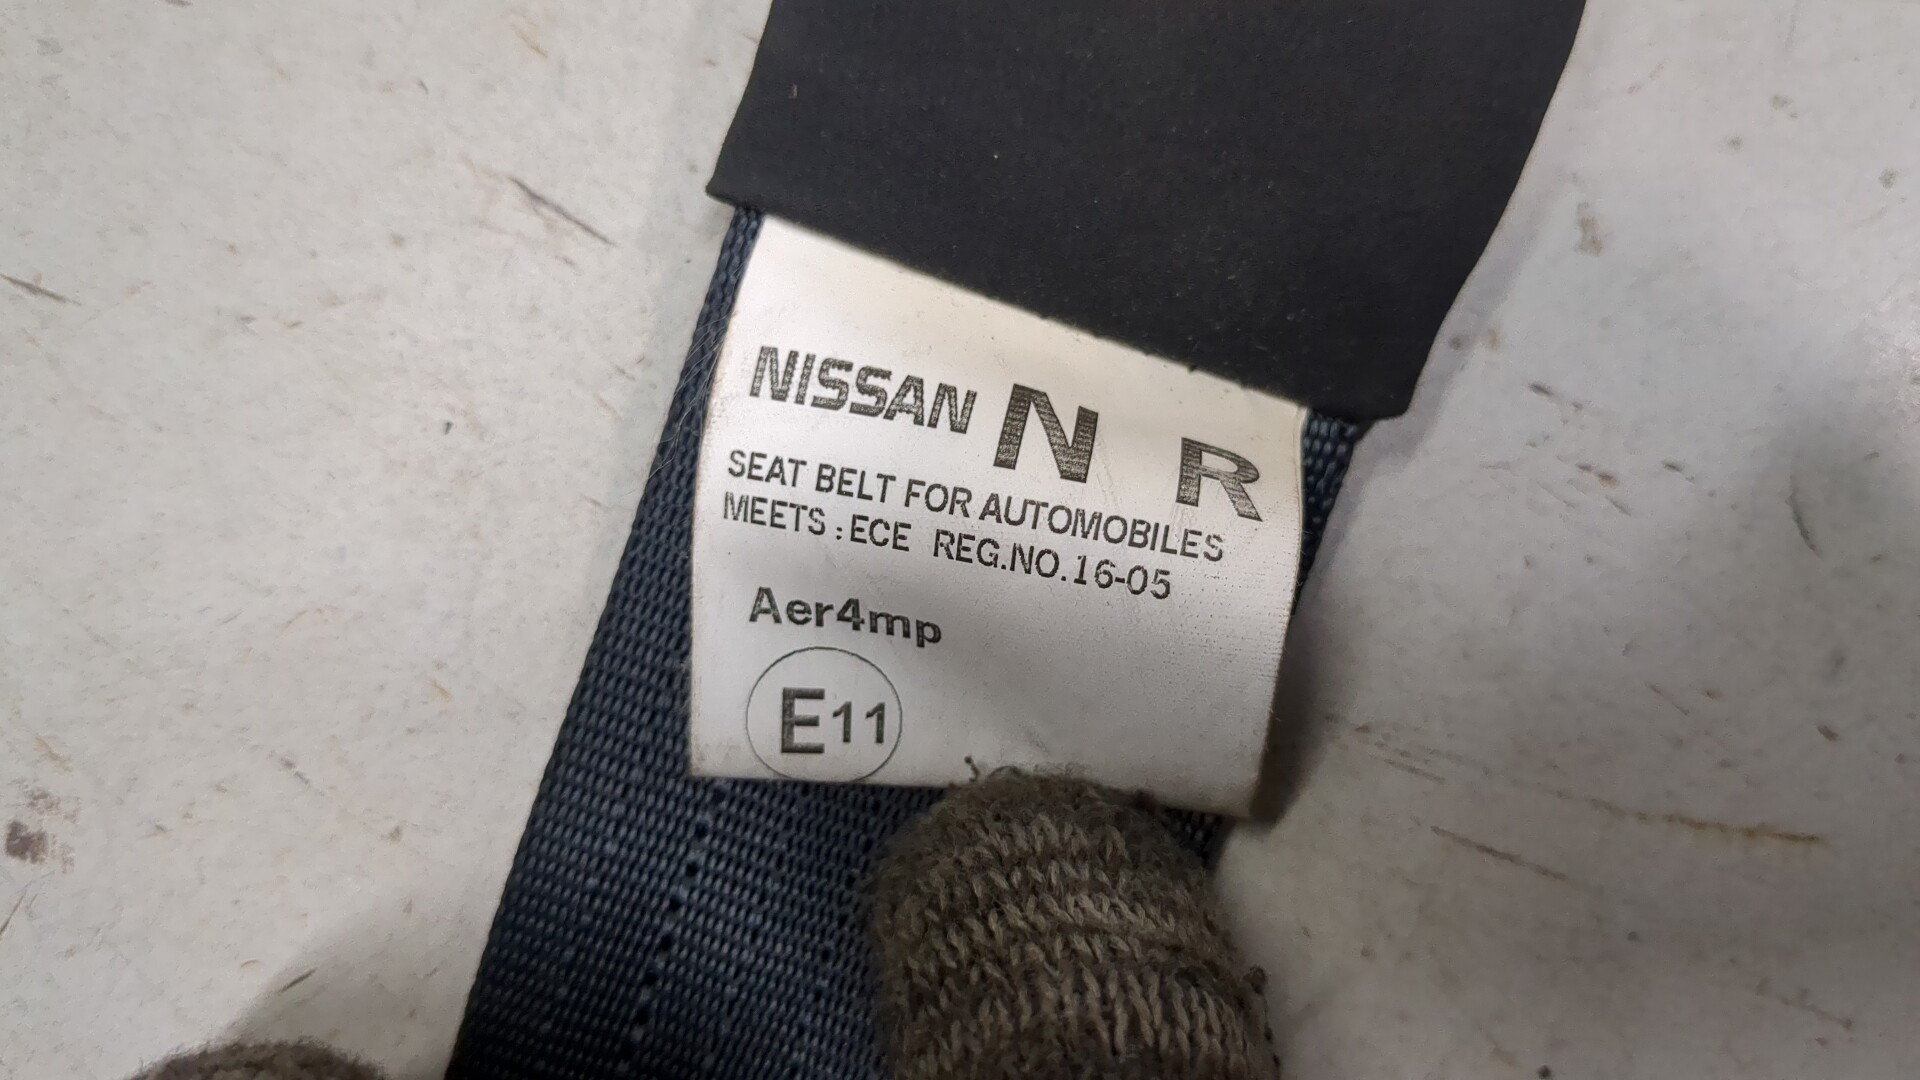 NISSAN N R
SEAT BELT FOR AUTOMOBILES
MEETS : ECE REG.NO.16-05
Aer4mp
E11